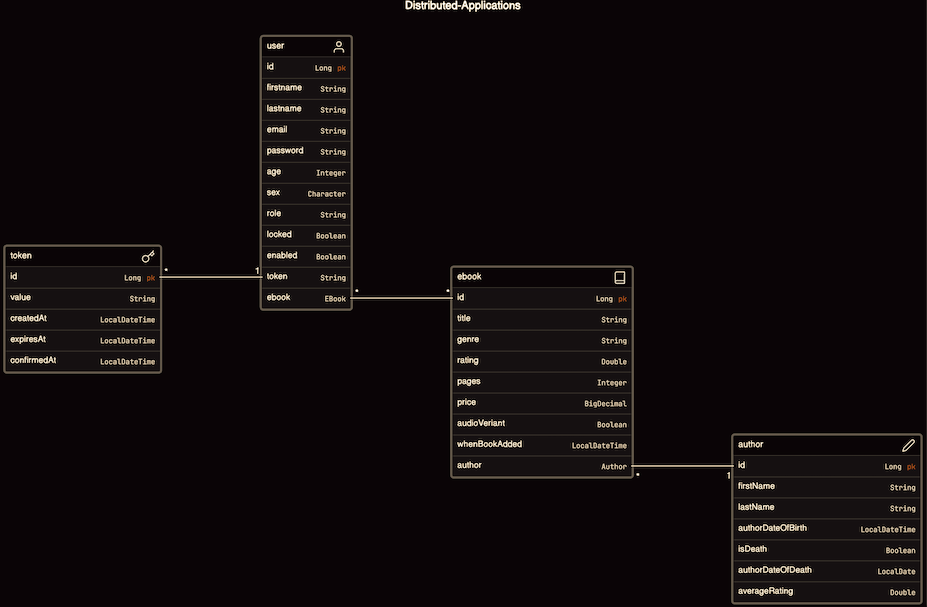 Distributed-Applications
user
id Long pk
firstname String
lastname String
email String
password String
age Integer
sex Character
role String
locked Boolean
enabled Boolean
token String
ebook EBook
token
id Long pk
value String
createdAt LocalDateTime
expiresAt LocalDateTime
confirmedAt LocalDateTime
* 1
* *
ebook
id Long pk
title String
genre String
rating Double
pages Integer
price BigDecimal
audioVeriant Boolean
whenBookAdded LocalDateTime
author Author
* 1
author
id Long pk
firstName String
lastName String
authorDateOfBirth LocalDateTime
isDeath Boolean
authorDateOfDeath LocalDate
averageRating Double